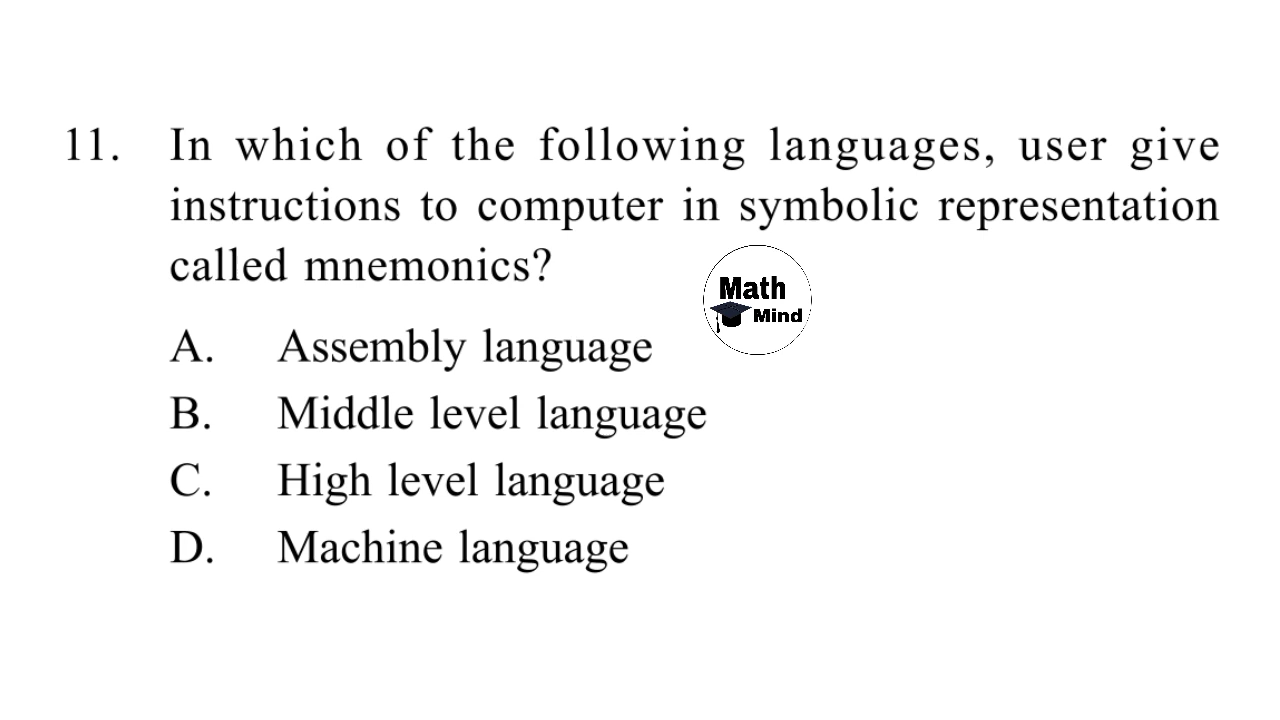 11. In which of the following languages, user give
instructions to computer in symbolic representation
called mnemonics?
Math
Mind
A. Assembly language
B. Middle level language
C. High level language
D. Machine language